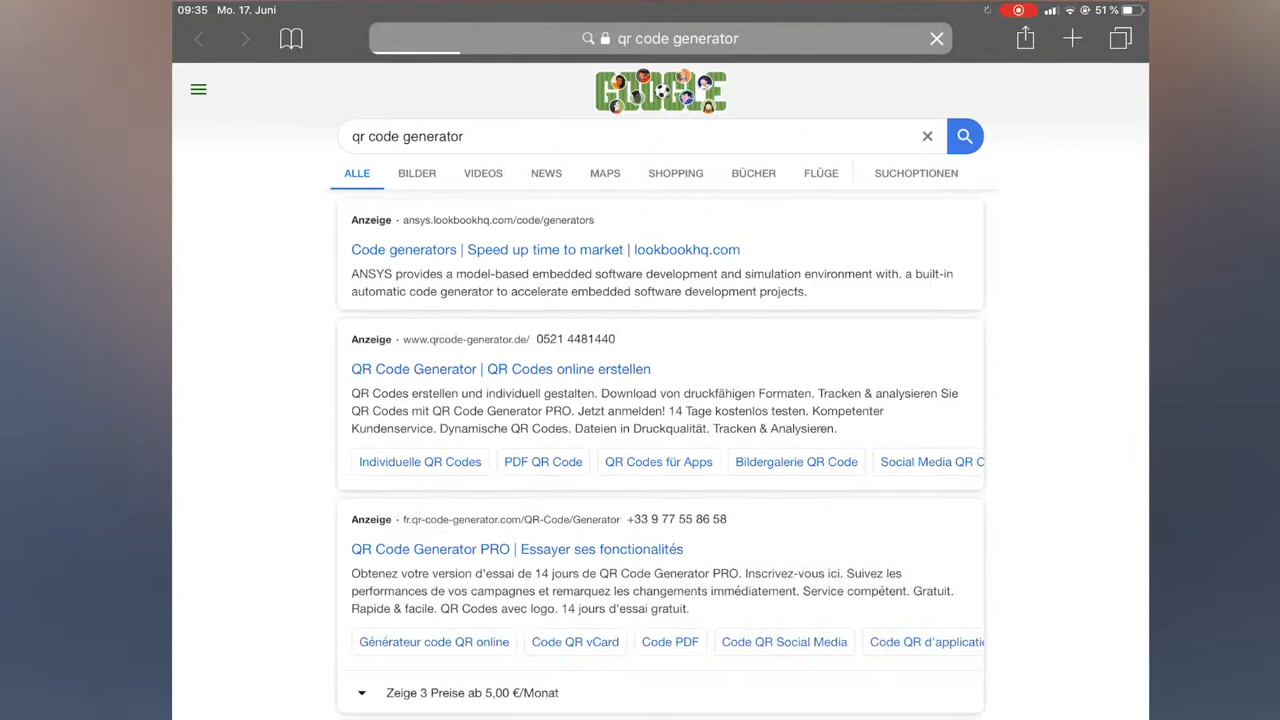 09:35 Mo. 17. Juni
51 %
qr code generator
GOOGLE
qr code generator
ALLE BILDER VIDEOS NEWS MAPS SHOPPING BÜCHER FLÜGE SUCHOPTIONEN
Anzeige · ansys.lookbookhq.com/code/generators
Code generators | Speed up time to market | lookbookhq.com
ANSYS provides a model-based embedded software development and simulation environment with. a built-in
automatic code generator to accelerate embedded software development projects.
Anzeige · www.qrcode-generator.de/ 0521 4481440
QR Code Generator | QR Codes online erstellen
QR Codes erstellen und individuell gestalten. Download von druckfähigen Formaten. Tracken & analysieren Sie
QR Codes mit QR Code Generator PRO. Jetzt anmelden! 14 Tage kostenlos testen. Kompetenter
Kundenservice. Dynamische QR Codes. Dateien in Druckqualität. Tracken & Analysieren.
Individuelle QR Codes PDF QR Code QR Codes für Apps Bildergalerie QR Code Social Media QR C
Anzeige · fr.qr-code-generator.com/QR-Code/Generator +33 9 77 55 86 58
QR Code Generator PRO | Essayer ses fonctionalités
Obtenez votre version d'essai de 14 jours de QR Code Generator PRO. Inscrivez-vous ici. Suivez les
performances de vos campagnes et remarquez les changements immédiatement. Service compétent. Gratuit.
Rapide & facile. QR Codes avec logo. 14 jours d'essai gratuit.
Générateur code QR online Code QR vCard Code PDF Code QR Social Media Code QR d'applicati
Zeige 3 Preise ab 5,00 €/Monat